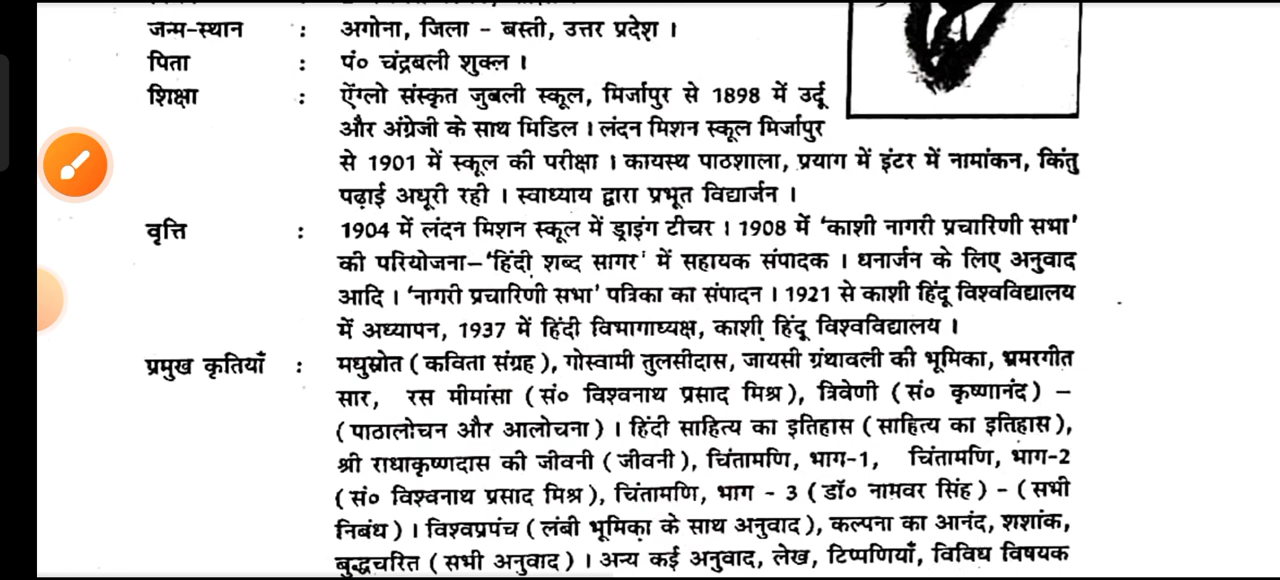 जन्म-स्थान : अगोना, जिला - बस्ती, उत्तर प्रदेश ।
पिता : पं० चंद्रबली शुक्ल ।
शिक्षा : ऐंग्लो संस्कृत जुबली स्कूल, मिर्जापुर से 1898 में उर्दू
और अंग्रेजी के साथ मिडिल । लंदन मिशन स्कूल मिर्जापुर
से 1901 में स्कूल की परीक्षा । कायस्थ पाठशाला, प्रयाग में इंटर में नामांकन, किंतु
पढ़ाई अधूरी रही । स्वाध्याय द्वारा प्रभूत विद्यार्जन ।
वृत्ति : 1904 में लंदन मिशन स्कूल में ड्राइंग टीचर । 1908 में 'काशी नागरी प्रचारिणी सभा'
की परियोजना–'हिंदी शब्द सागर' में सहायक संपादक । धनार्जन के लिए अनुवाद
आदि । 'नागरी प्रचारिणी सभा' पत्रिका का संपादन । 1921 से काशी हिंदू विश्वविद्यालय
में अध्यापन, 1937 में हिंदी विभागाध्यक्ष, काशी हिंदू विश्वविद्यालय ।
प्रमुख कृतियाँ : मधुस्रोत (कविता संग्रह), गोस्वामी तुलसीदास, जायसी ग्रंथावली की भूमिका, भ्रमरगीत
सार, रस मीमांसा (सं० विश्वनाथ प्रसाद मिश्र), त्रिवेणी (सं० कृष्णानंद) –
(पाठालोचन और आलोचना) । हिंदी साहित्य का इतिहास (साहित्य का इतिहास),
श्री राधाकृष्णदास की जीवनी (जीवनी), चिंतामणि, भाग-1, चिंतामणि, भाग-2
(सं० विश्वनाथ प्रसाद मिश्र), चिंतामणि, भाग - 3 (डॉ० नामवर सिंह) - (सभी
निबंध) । विश्वप्रपंच (लंबी भूमिका के साथ अनुवाद), कल्पना का आनंद, शशांक,
बुद्धचरित (सभी अनुवाद) । अन्य कई अनुवाद, लेख, टिप्पणियाँ, विविध विषयक